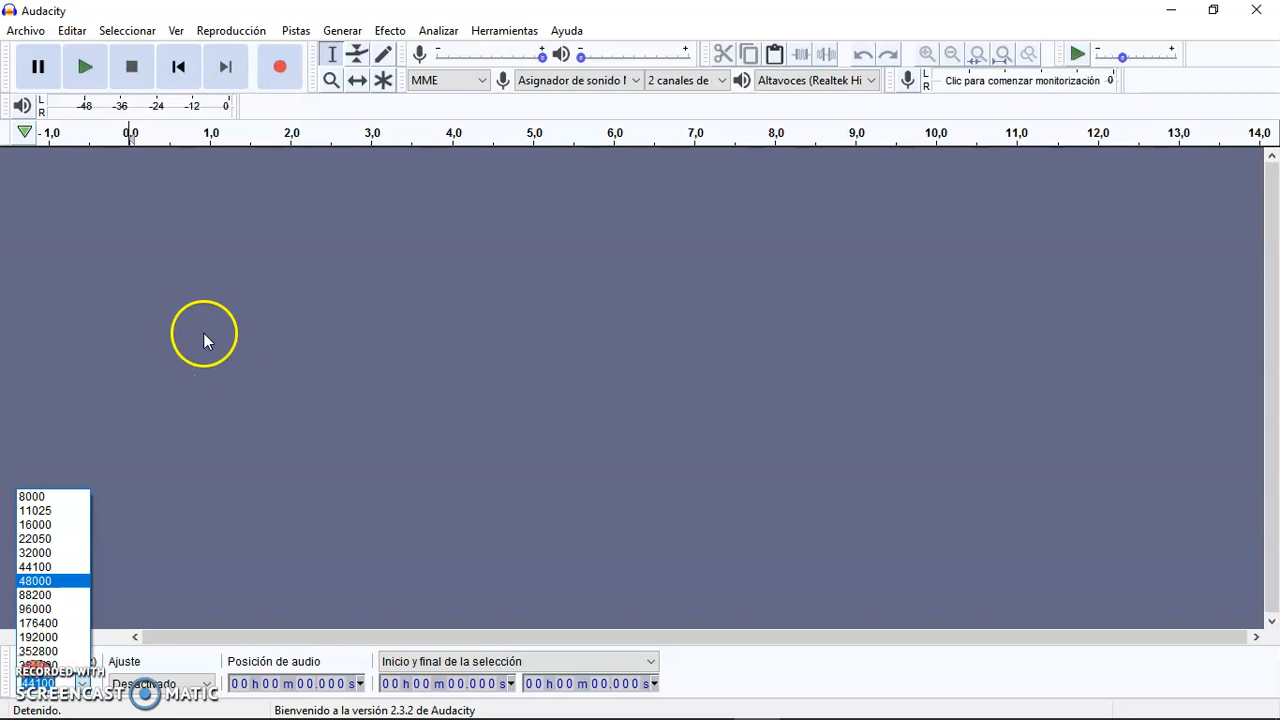 Audacity
Archivo Editar Seleccionar Ver Reproducción Pistas Generar Efecto Analizar Herramientas Ayuda
MME Asignador de sonido 2 canales de Altavoces (Realtek Hi L R Clic para comenzar monitorización 0
L R -48 -36 -24 -12 0
- 1,0 0,0 1,0 2,0 3,0 4,0 5,0 6,0 7,0 8,0 9,0 10,0 11,0 12,0 13,0 14,0
8000
11025
16000
22050
32000
44100
48000
88200
96000
176400
192000
352800
Ajuste Posición de audio Inicio y final de la selección
RECORDED WITH
44100 Desactivado 00 h 00 m 00.000 s 00 h 00 m 00.000 s 00 h 00 m 00.000 s
SCREENCAST MATIC
Detenido. Bienvenido a la versión 2.3.2 de Audacity